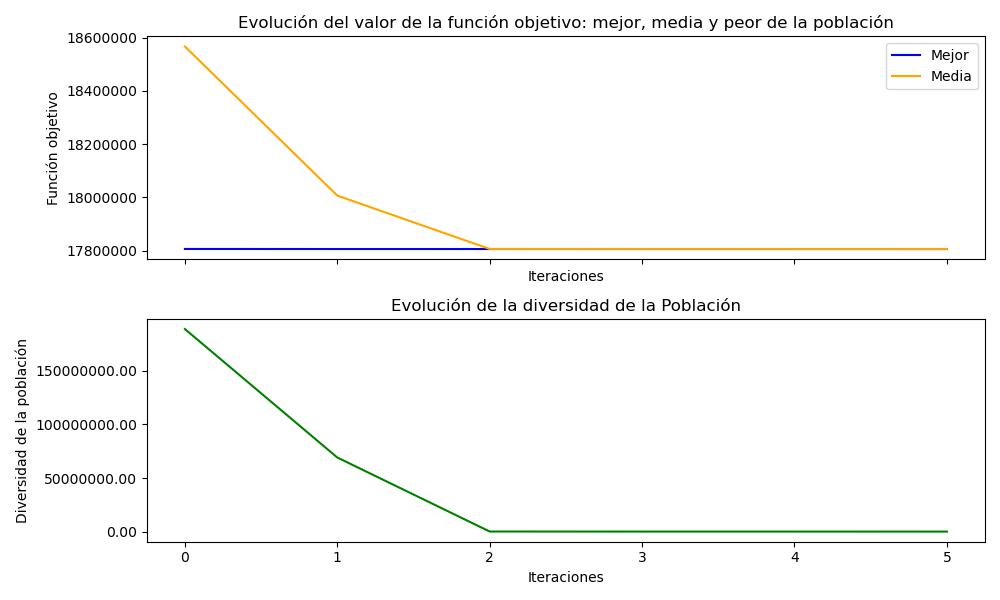 Evolución del valor de la función objetivo: mejor, media y peor de la población
18600000
18400000
18200000
18000000
17800000
Función objetivo
Mejor
Media
Iteraciones
Evolución de la diversidad de la Población
150000000.00
100000000.00
50000000.00
0.00
Diversidad de la población
0 1 2 3 4 5
Iteraciones